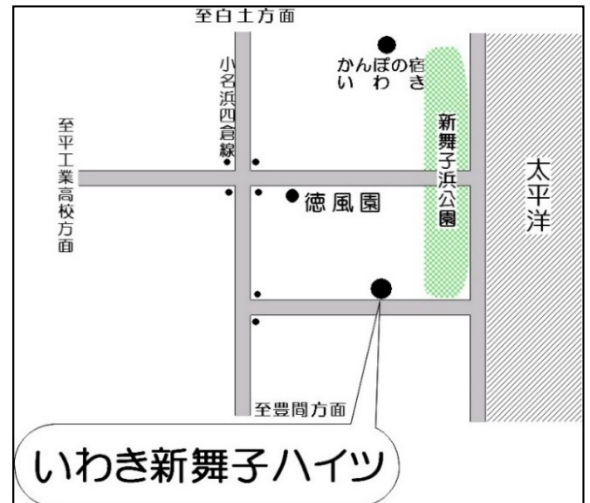 至白土方面
かんぽの宿
いわき
小名浜四倉線
至平工業高校方面
新舞子浜公園
太平洋
徳風園
至豊間方面
いわき新舞子ハイツ